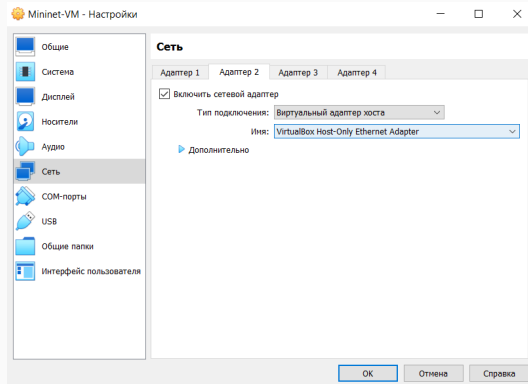 Mininet-VM - Настройки
Общие
Система
Дисплей
Носители
Аудио
Сеть
COM-порты
USB
Общие папки
Интерфейс пользователя
Сеть
Адаптер 1 Адаптер 2 Адаптер 3 Адаптер 4
Включить сетевой адаптер
Тип подключения: Виртуальный адаптер хоста
Имя: VirtualBox Host-Only Ethernet Adapter
Дополнительно
OK Отмена Справка